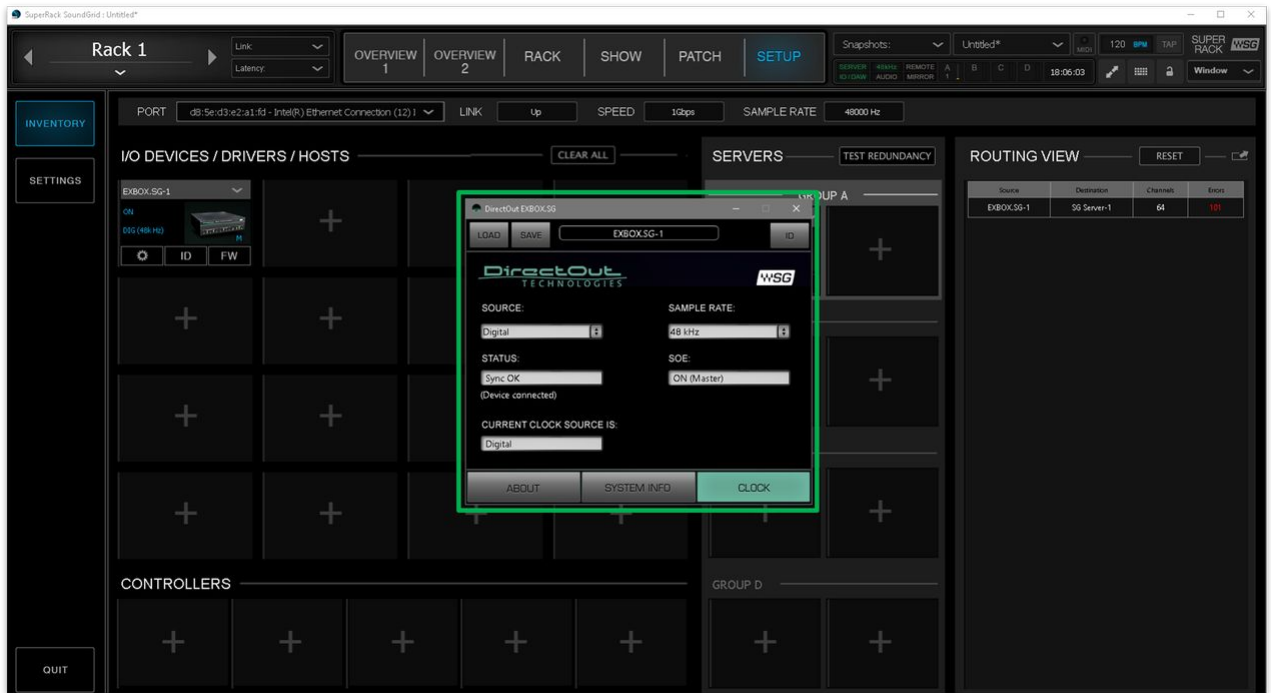 SuperRack SoundGrid : Untitled*
Rack 1
Link:
Latency:
OVERVIEW 1
OVERVIEW 2
RACK
SHOW
PATCH
SETUP
Snapshots:
Untitled*
MIDI
120 BPM TAP
SUPER RACK WSG
SERVER 48kHz REMOTE A B C D
IO IDAW AUDIO MIRROR 1
18:06:03
Window
INVENTORY
SETTINGS
QUIT
PORT d8:5e:d3:e2:a1:fd - Intel(R) Ethernet Connection (12) I LINK Up SPEED 1Gbps SAMPLE RATE 48000 Hz
I/O DEVICES / DRIVERS / HOSTS CLEAR ALL
EXBOX.SG-1
ON
DIG (48k Hz)
M
ID FW
SERVERS TEST REDUNDANCY
GROUP A
ROUTING VIEW RESET
Source Destination Channels Errors
EXBOX.SG-1 SG Server-1 64 101
DirectOut EXBOX.SG
LOAD SAVE EXBOX.SG-1 ID
DirectOut
TECHNOLOGIES
WSG
SOURCE: SAMPLE RATE:
Digital 48 kHz
STATUS: SOE:
Sync OK ON (Master)
(Device connected)
CURRENT CLOCK SOURCE IS:
Digital
ABOUT SYSTEM INFO CLOCK
CONTROLLERS
GROUP D